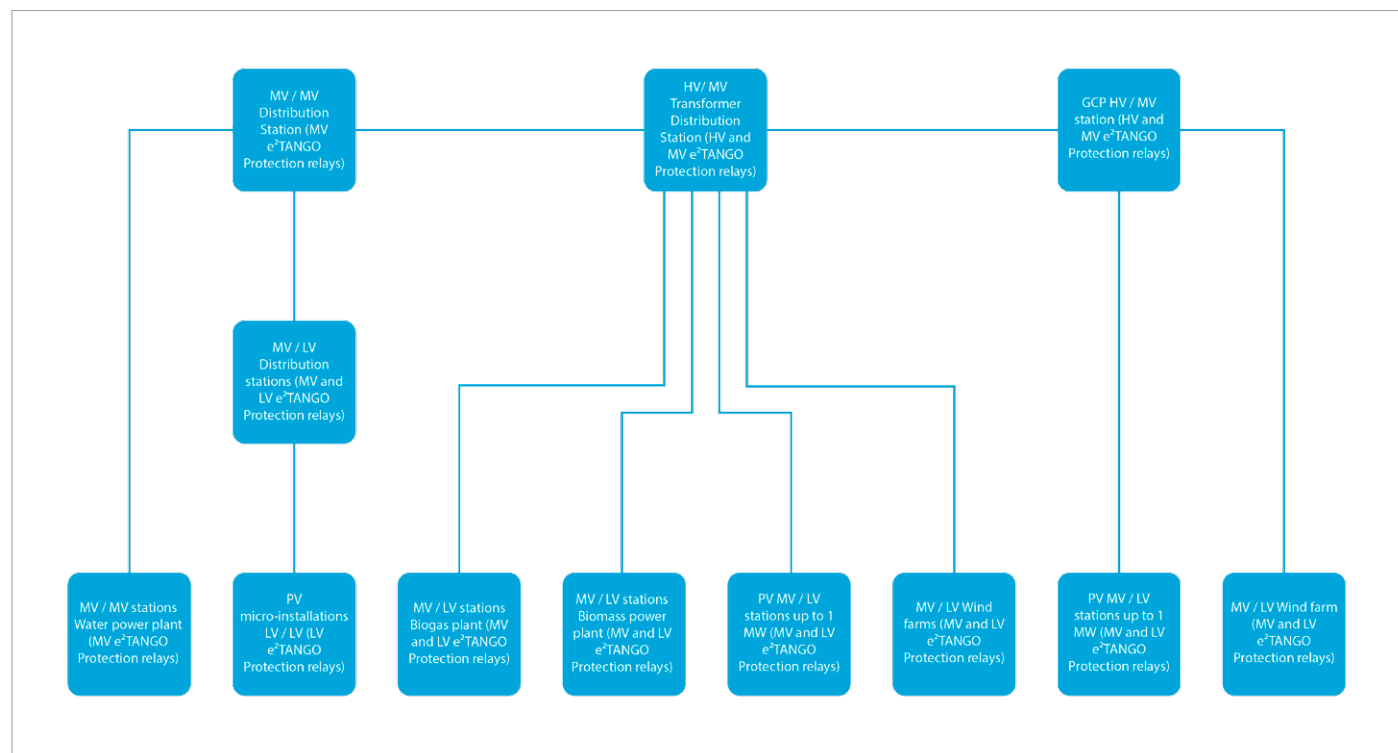 MV / MV
Distribution
Station (MV
e²TANGO
Protection relays)
HV/ MV
Transformer
Distribution
Station (HV and
MV e²TANGO
Protection relays)
GCP HV / MV
station (HV and
MV e²TANGO
Protection relays)
MV / LV
Distribution
stations (MV and
LV e²TANGO
Protection relays)
MV / MV stations
Water power plant
(MV e²TANGO
Protection relays)
PV
micro-installations
LV / LV (LV
e²TANGO
Protection relays)
MV / LV stations
Biogas plant (MV
and LV e²TANGO
Protection relays)
MV / LV stations
Biomass power
plant (MV and LV
e²TANGO
Protection relays)
PV MV / LV
stations up to 1
MW (MV and LV
e²TANGO
Protection relays)
MV / LV Wind
farms (MV and LV
e²TANGO
Protection relays)
PV MV / LV
stations up to 1
MW (MV and LV
e²TANGO
Protection relays)
MV / LV Wind farm
(MV and LV
e²TANGO
Protection relays)